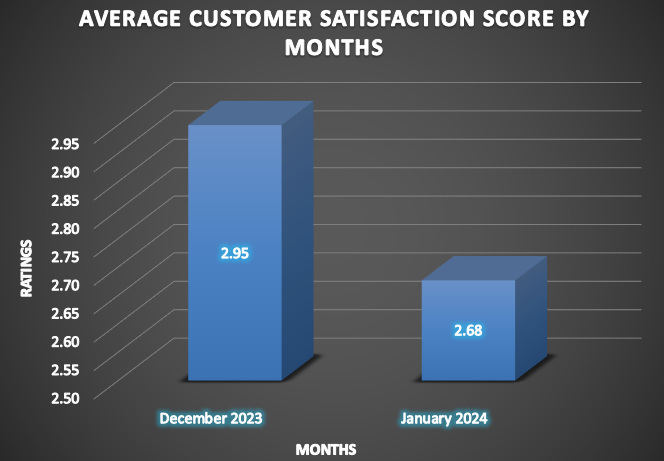 AVERAGE CUSTOMER SATISFACTION SCORE BY
MONTHS
2.95
2.90
2.85
2.80
2.75
2.70
2.65
2.60
2.55
2.50
RATINGS
2.95
2.68
December 2023
January 2024
MONTHS